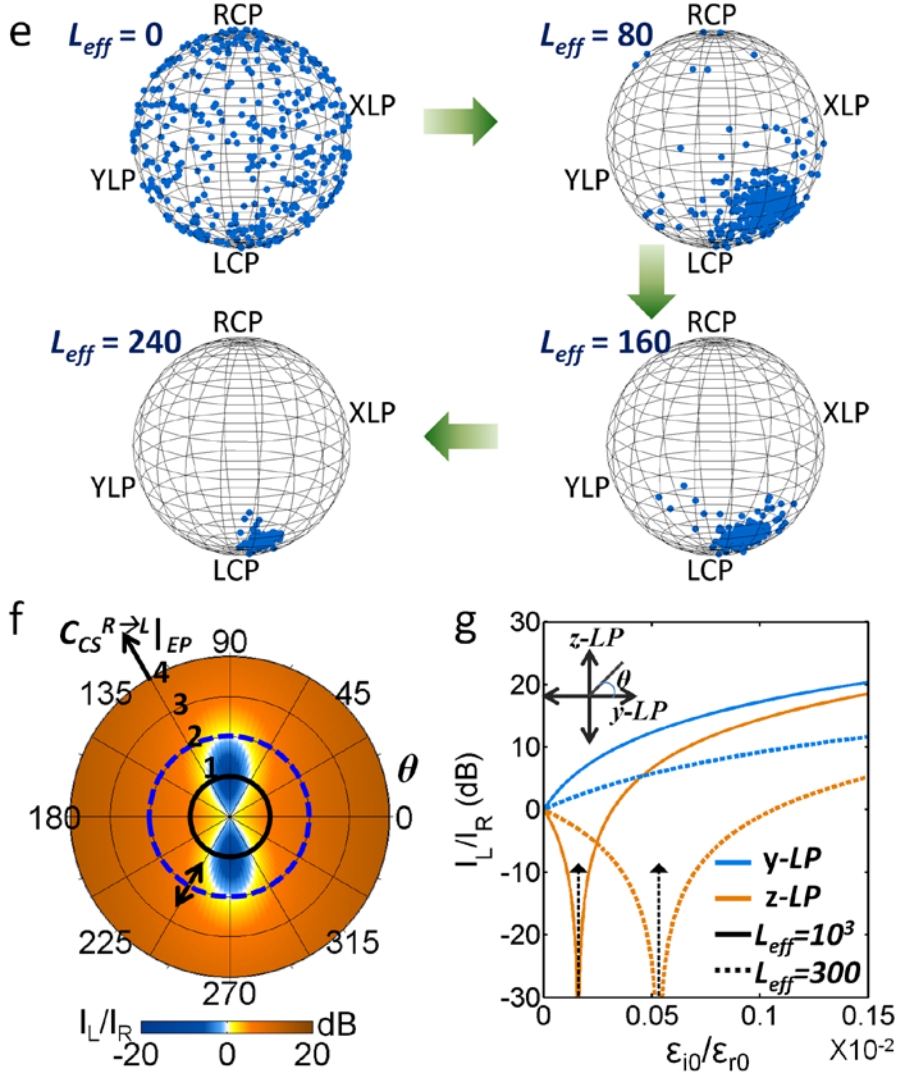 e
RCP RCP
L_eff = 0 L_eff = 80
XLP XLP
YLP YLP
LCP LCP
RCP RCP
L_eff = 240 L_eff = 160
XLP XLP
YLP YLP
LCP LCP
f
C_CS^R→L|_EP
90
135 45
4
3
2
1
θ
180 0
225 315
270
I_L/I_R dB
-20 0 20
g
z-LP
θ
y-LP
I_L/I_R (dB)
30
20
10
0
-10
-20
-30
y-LP
z-LP
L_eff=10^3
L_eff=300
0 0.05 0.1 0.15
ε_i0/ε_r0 X10^-2